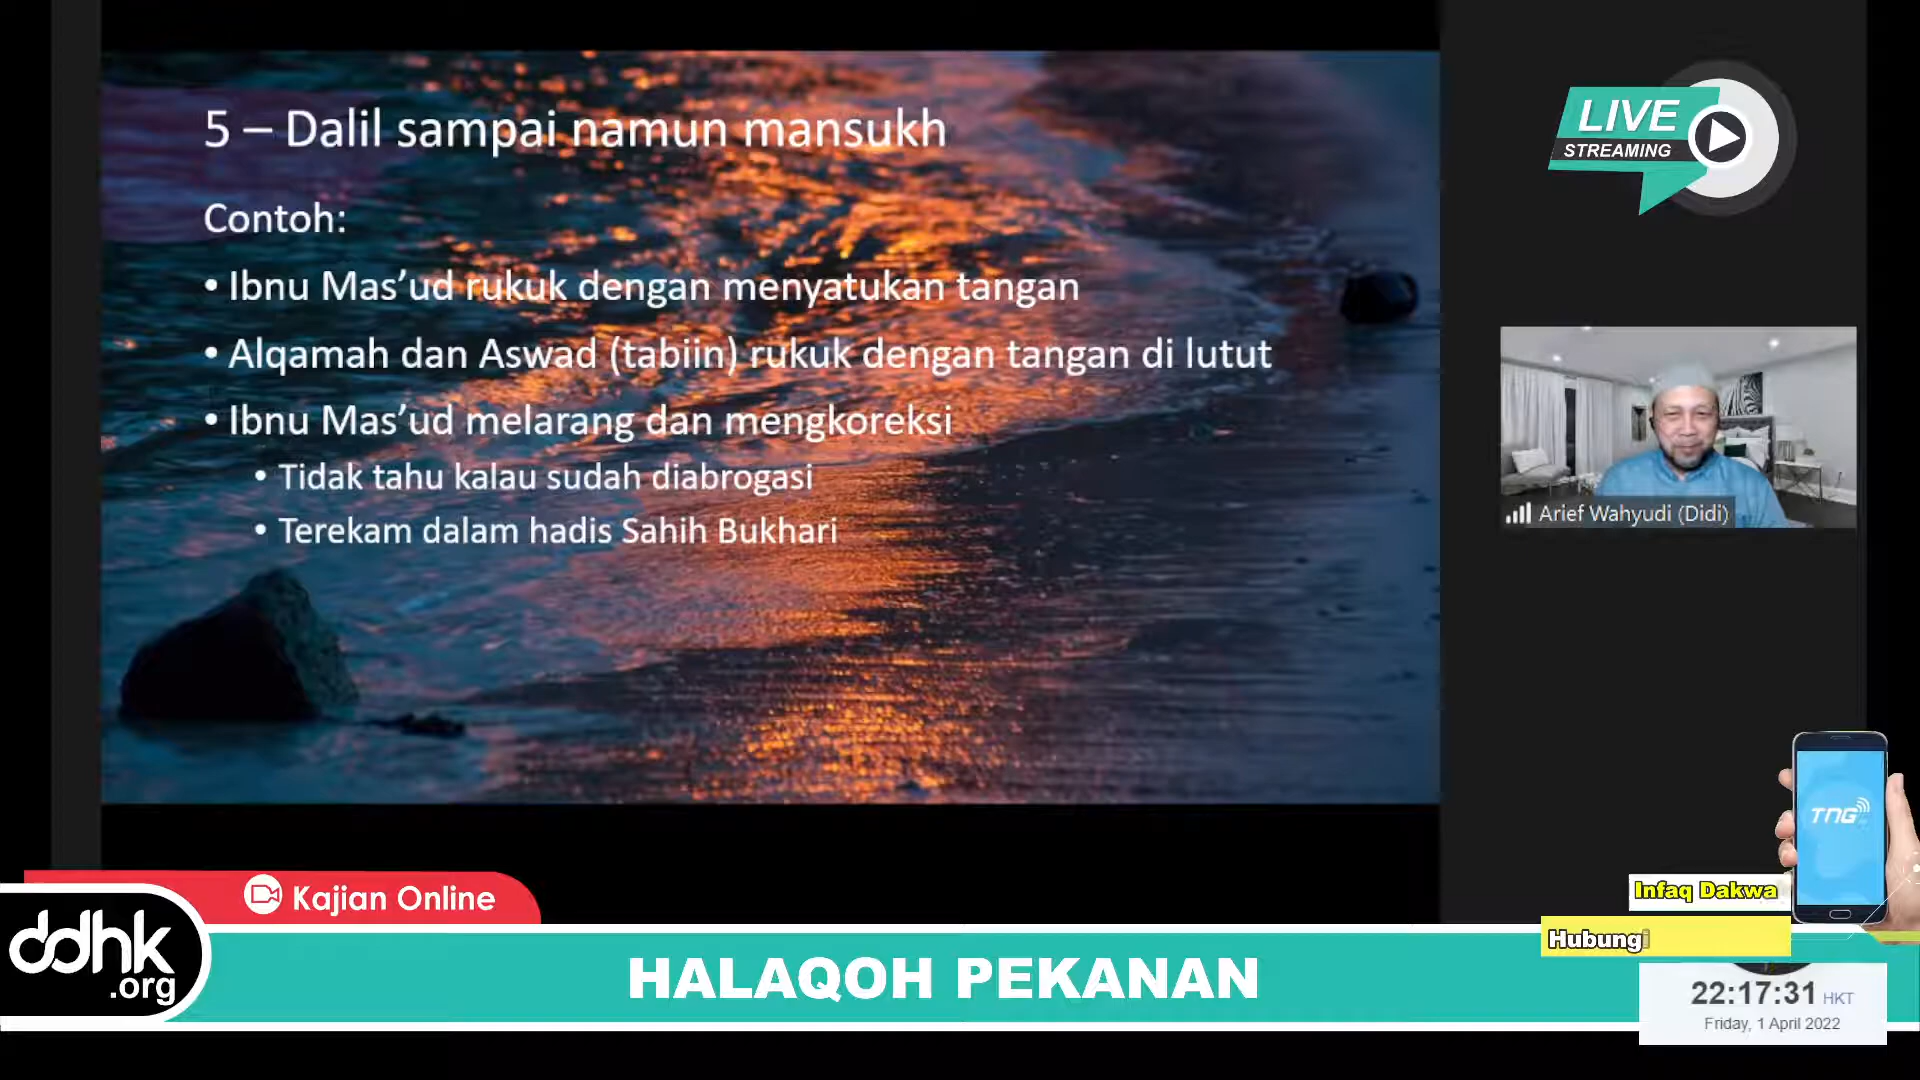 5 – Dalil sampai namun mansukh
Contoh:
• Ibnu Mas’ud rukuk dengan menyatukan tangan
• Alqamah dan Aswad (tabiin) rukuk dengan tangan di lutut
• Ibnu Mas’ud melarang dan mengkoreksi
• Tidak tahu kalau sudah diabrogasi
• Terekam dalam hadis Sahih Bukhari
LIVE
STREAMING
Arief Wahyudi (Didi)
TNG
Infaq Dakwa
Hubungi
Kajian Online
ddhk
.org
HALAQOH PEKANAN
22:17:31 HKT
Friday, 1 April 2022